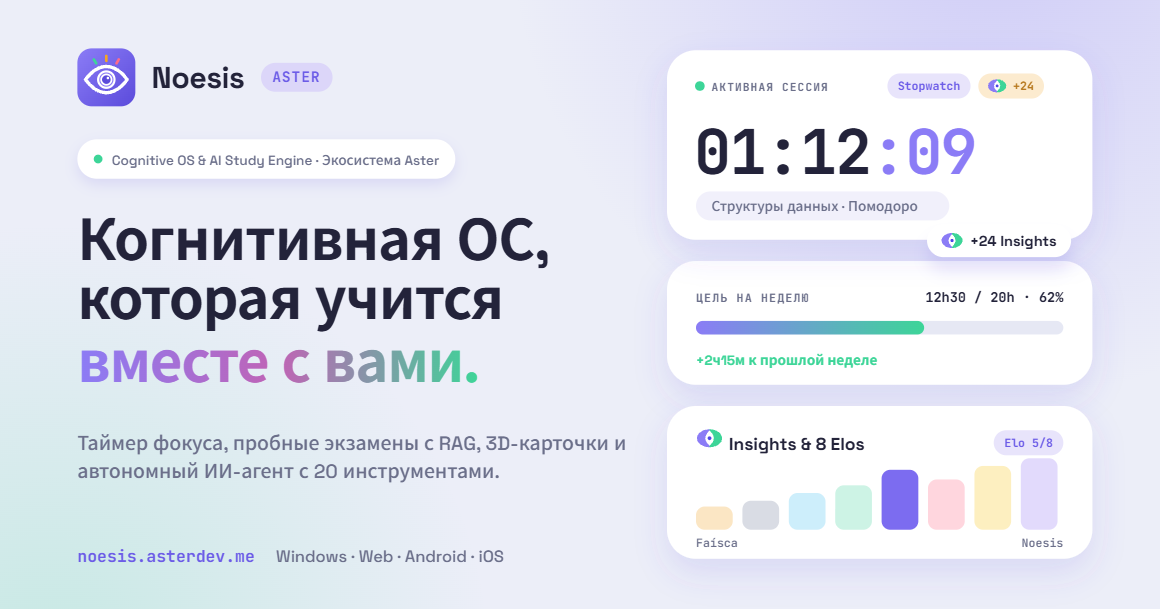 Noesis
ASTER
Cognitive OS & AI Study Engine · Экосистема Aster
Когнитивная ОС,
которая учится
вместе с вами.
Таймер фокуса, пробные экзамены с RAG, 3D-карточки и
автономный ИИ-агент с 20 инструментами.
noesis.asterdev.me
Windows · Web · Android · iOS
АКТИВНАЯ СЕССИЯ
Stopwatch
+24
01:12:09
Структуры данных · Помодоро
+24 Insights
ЦЕЛЬ НА НЕДЕЛЮ
12h30 / 20h · 62%
+2ч15м к прошлой неделе
Insights & 8 Elos
Elo 5/8
Faísca
Noesis